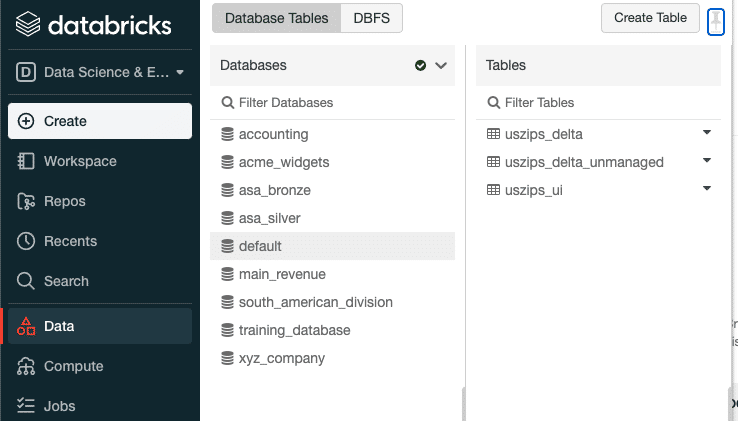 databricks
D Data Science & E...
Create
Workspace
Repos
Recents
Search
Data
Compute
Jobs
Database Tables
DBFS
Create Table
Databases
Filter Databases
accounting
acme_widgets
asa_bronze
asa_silver
default
main_revenue
south_american_division
training_database
xyz_company
Tables
Filter Tables
uszips_delta
uszips_delta_unmanaged
uszips_ui